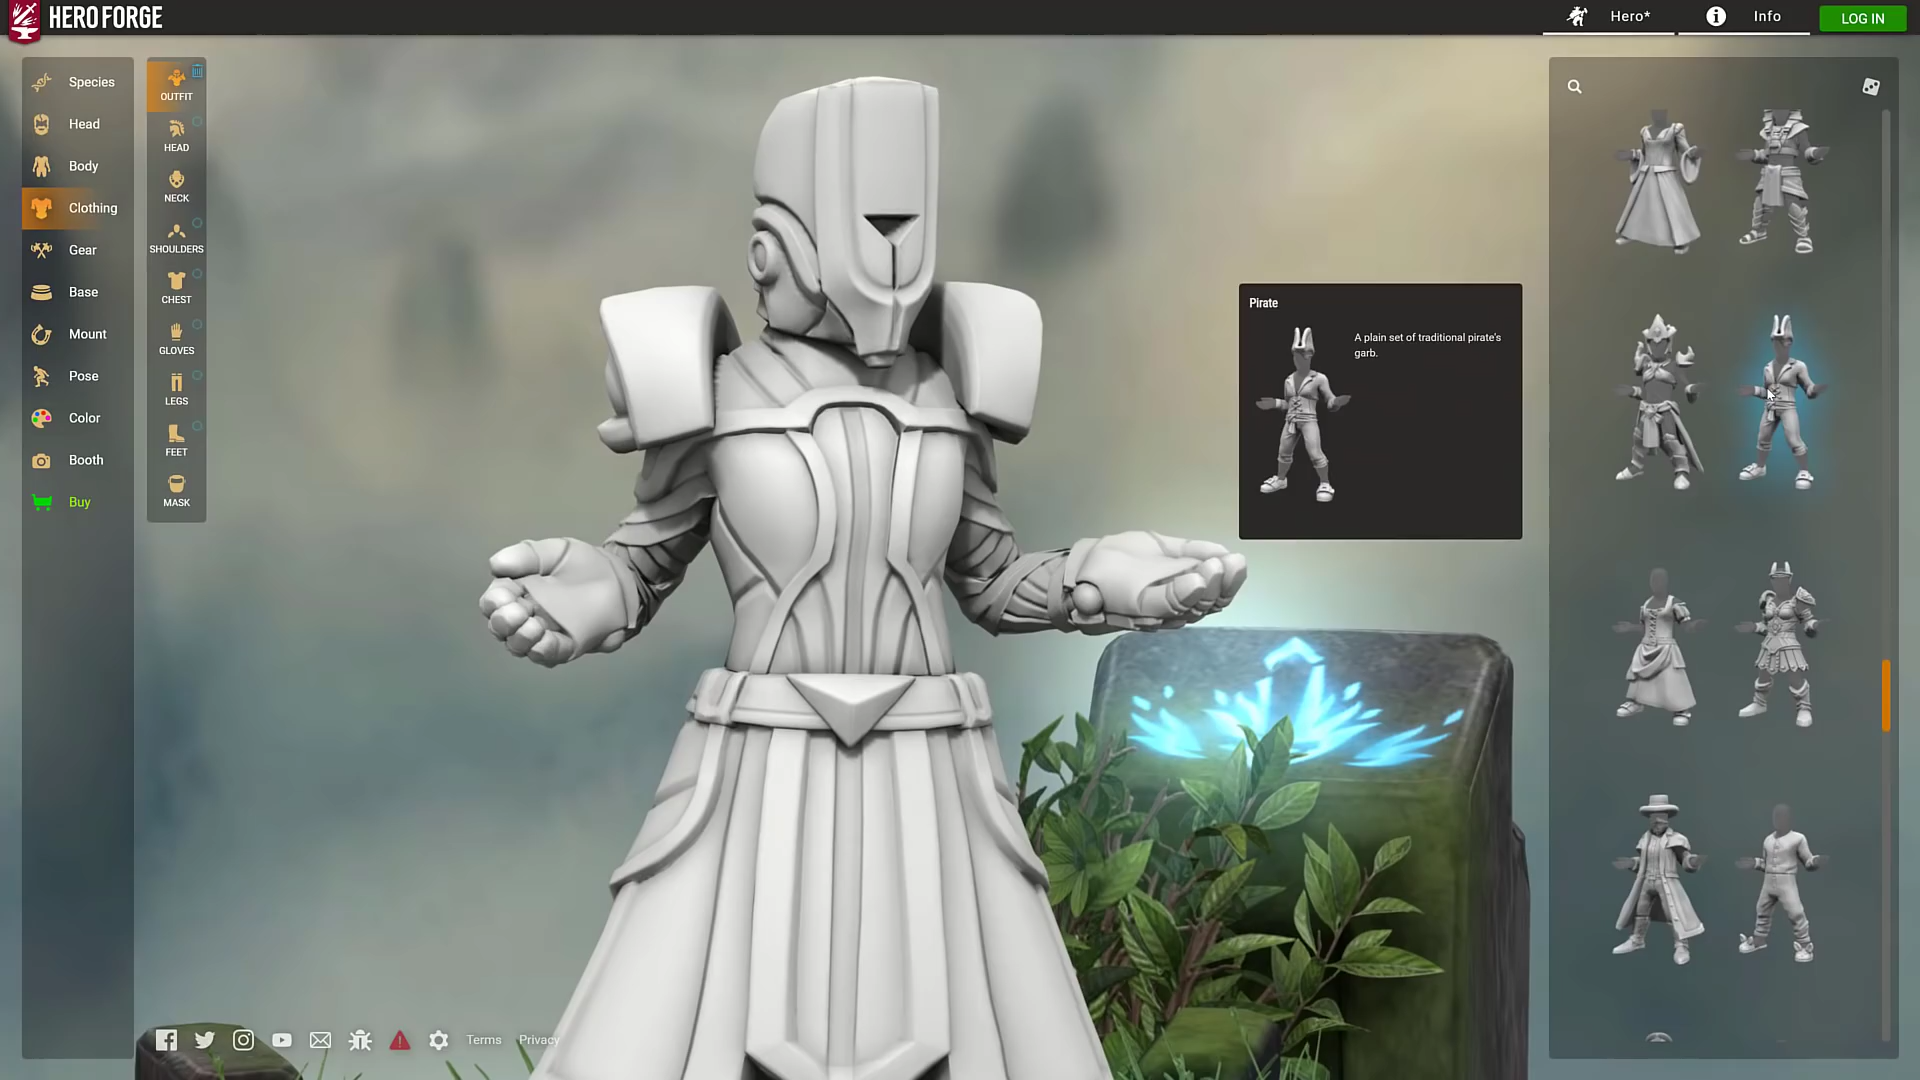 HERO FORGE
Hero*
Info
LOG IN
Species
Head
Body
Clothing
Gear
Base
Mount
Pose
Color
Booth
Buy
OUTFIT
HEAD
NECK
SHOULDERS
CHEST
GLOVES
LEGS
FEET
MASK
Pirate
A plain set of traditional pirate's
garb.
Terms
Privacy